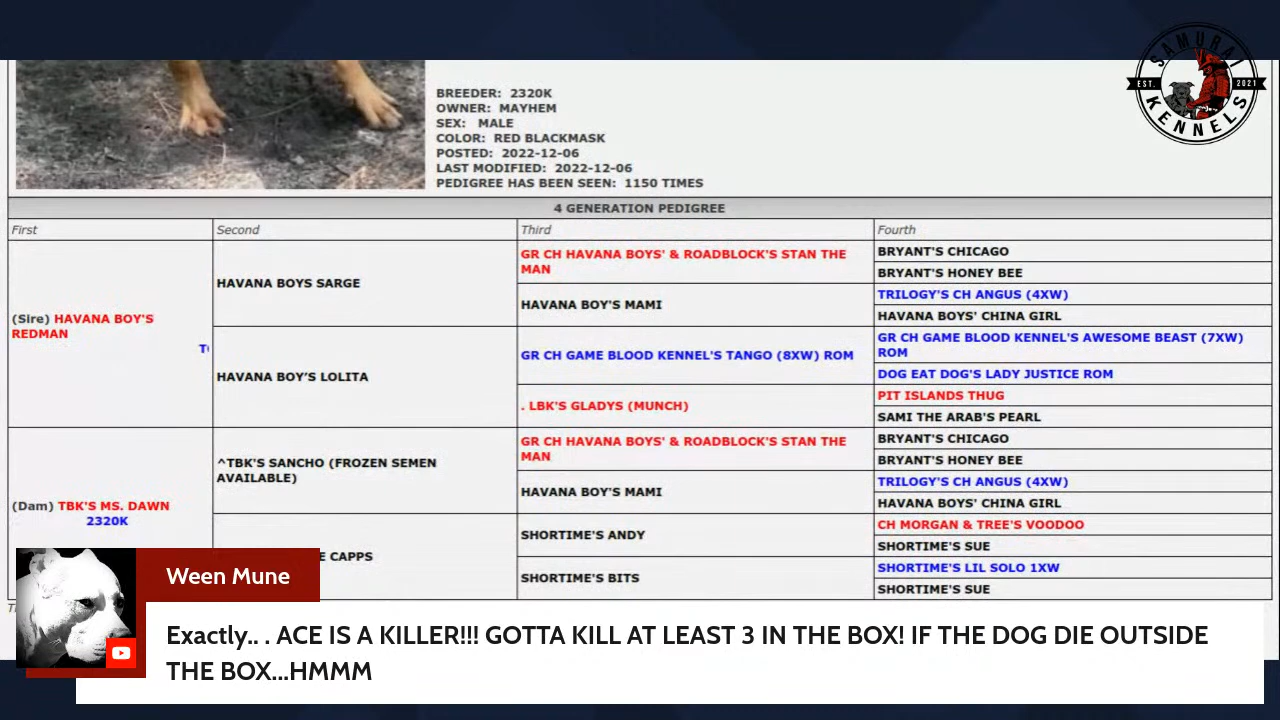 SAMURAI
EST. 2021
KENNELS
BREEDER: 2320K
OWNER: MAYHEM
SEX: MALE
COLOR: RED BLACKMASK
POSTED: 2022-12-06
LAST MODIFIED: 2022-12-06
PEDIGREE HAS BEEN SEEN: 1150 TIMES
4 GENERATION PEDIGREE
First Second Third Fourth
(Sire) HAVANA BOY'S
REDMAN
HAVANA BOYS SARGE
HAVANA BOY'S LOLITA
GR CH HAVANA BOYS' & ROADBLOCK'S STAN THE
MAN
HAVANA BOY'S MAMI
GR CH GAME BLOOD KENNEL'S TANGO (8XW) ROM
. LBK'S GLADYS (MUNCH)
BRYANT'S CHICAGO
BRYANT'S HONEY BEE
TRILOGY'S CH ANGUS (4XW)
HAVANA BOYS' CHINA GIRL
GR CH GAME BLOOD KENNEL'S AWESOME BEAST (7XW)
ROM
DOG EAT DOG'S LADY JUSTICE ROM
PIT ISLANDS THUG
SAMI THE ARAB'S PEARL
(Dam) TBK'S MS. DAWN
2320K
^TBK'S SANCHO (FROZEN SEMEN
AVAILABLE)
CAPPS
GR CH HAVANA BOYS' & ROADBLOCK'S STAN THE
MAN
HAVANA BOY'S MAMI
SHORTIME'S ANDY
SHORTIME'S BITS
BRYANT'S CHICAGO
BRYANT'S HONEY BEE
TRILOGY'S CH ANGUS (4XW)
HAVANA BOYS' CHINA GIRL
CH MORGAN & TREE'S VOODOO
SHORTIME'S SUE
SHORTIME'S LIL SOLO 1XW
SHORTIME'S SUE
Ween Mune
Exactly.. . ACE IS A KILLER!!! GOTTA KILL AT LEAST 3 IN THE BOX! IF THE DOG DIE OUTSIDE
THE BOX...HMMM